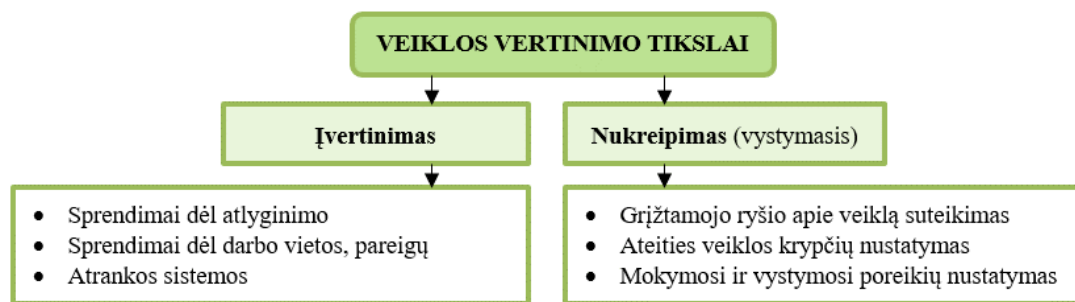 VEIKLOS VERTINIMO TIKSLAI
Įvertinimas
Nukreipimas (vystymasis)
• Sprendimai dėl atlyginimo
• Sprendimai dėl darbo vietos, pareigų
• Atrankos sistemos
• Grįžtamojo ryšio apie veiklą suteikimas
• Ateities veiklos krypčių nustatymas
• Mokymosi ir vystymosi poreikių nustatymas